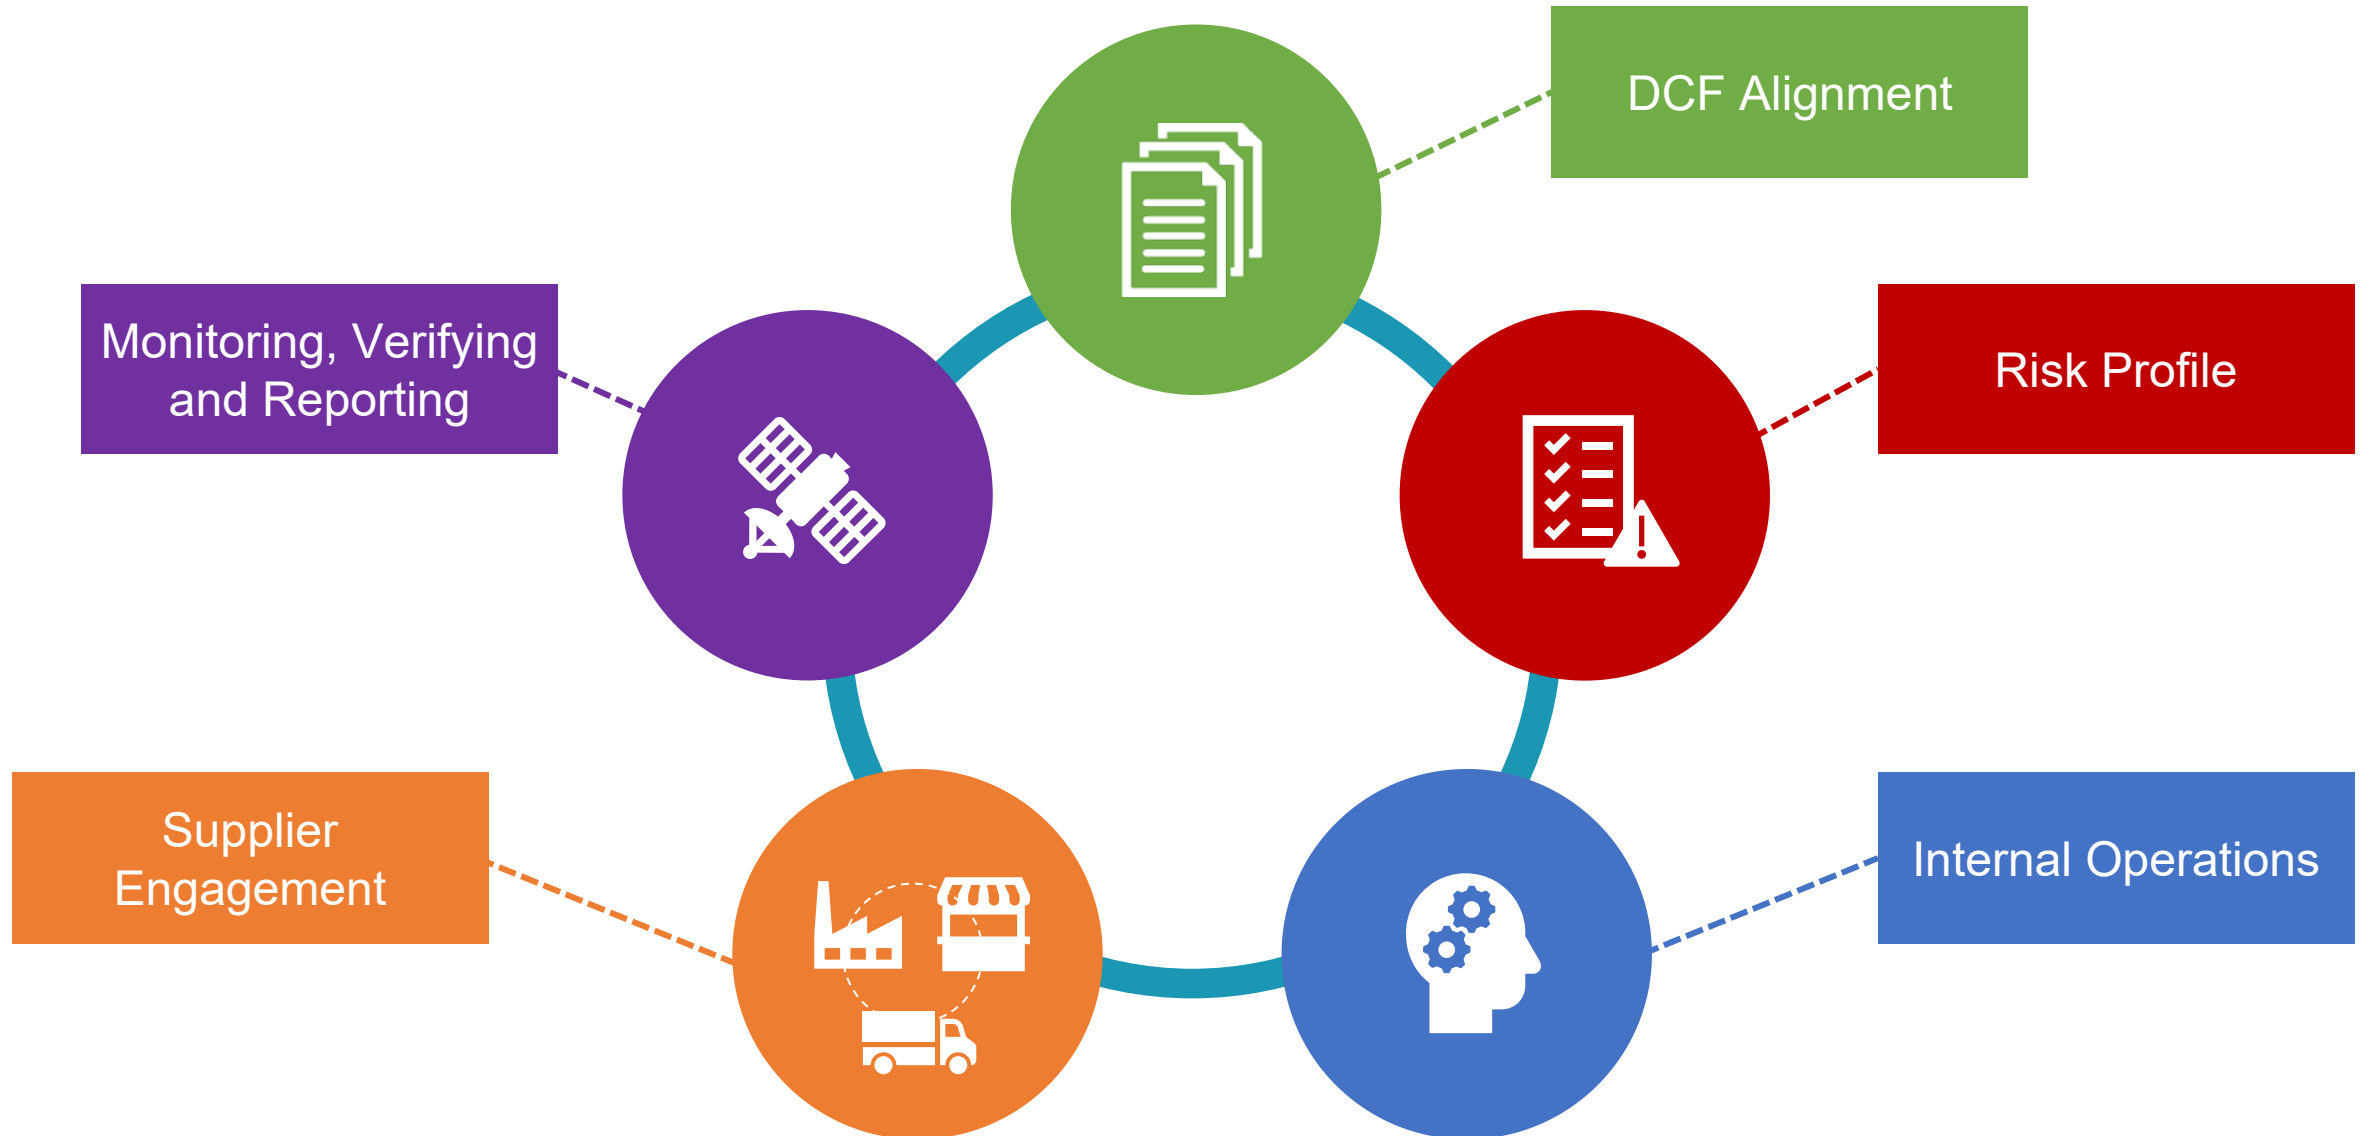 DCF Alignment
Monitoring, Verifying
and Reporting
Risk Profile
Supplier
Engagement
Internal Operations